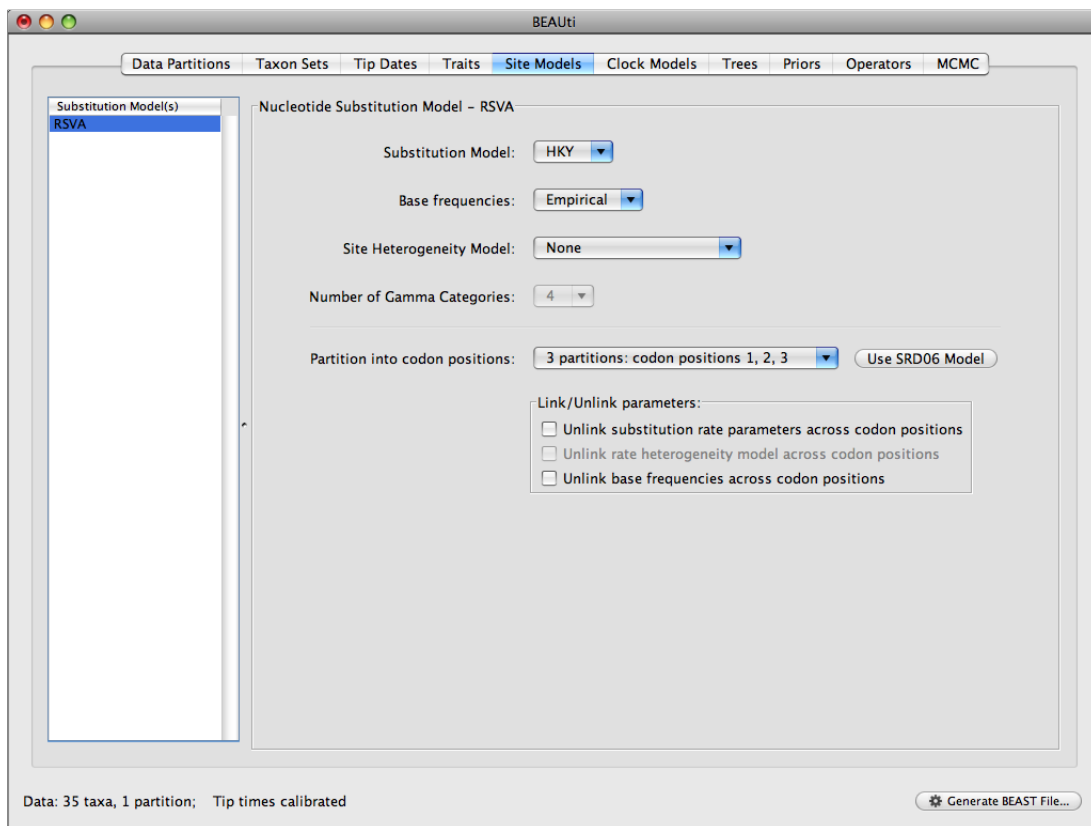 BEAUti
Data Partitions Taxon Sets Tip Dates Traits Site Models Clock Models Trees Priors Operators MCMC
Substitution Model(s)
RSVA
Nucleotide Substitution Model – RSVA
Substitution Model: HKY
Base frequencies: Empirical
Site Heterogeneity Model: None
Number of Gamma Categories: 4
Partition into codon positions: 3 partitions: codon positions 1, 2, 3 Use SRD06 Model
Link/Unlink parameters:
Unlink substitution rate parameters across codon positions
Unlink rate heterogeneity model across codon positions
Unlink base frequencies across codon positions
Data: 35 taxa, 1 partition; Tip times calibrated
Generate BEAST File...